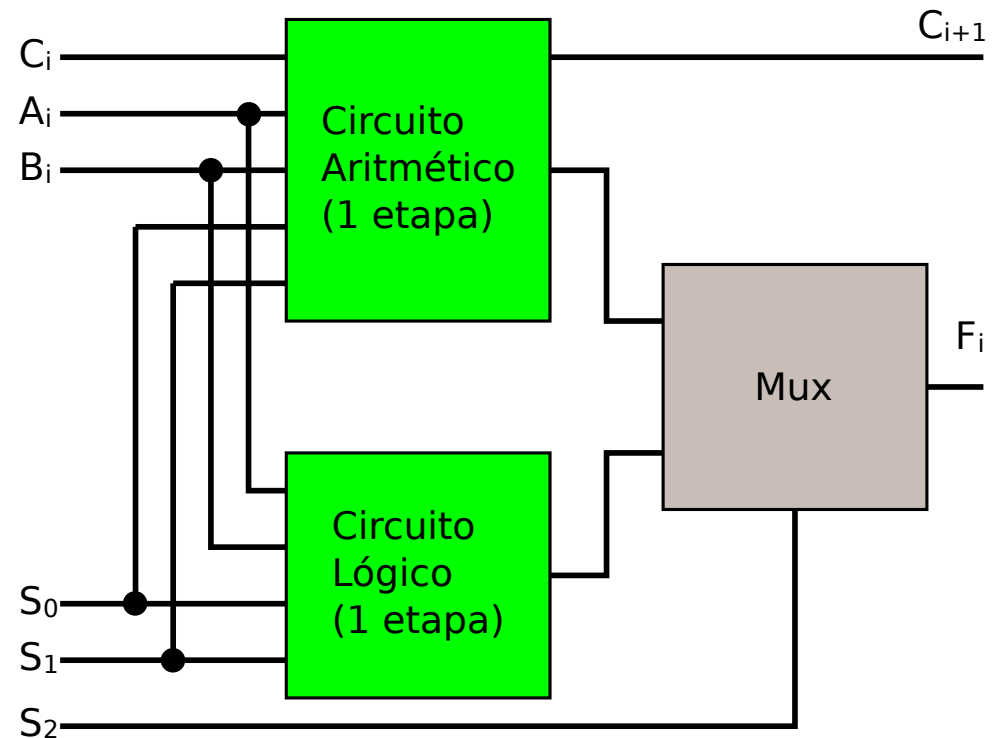 Cᵢ
Aᵢ
Bᵢ
Circuito
Aritmético
(1 etapa)
Cᵢ₊₁
Mux
Fᵢ
Circuito
Lógico
(1 etapa)
S₀
S₁
S₂